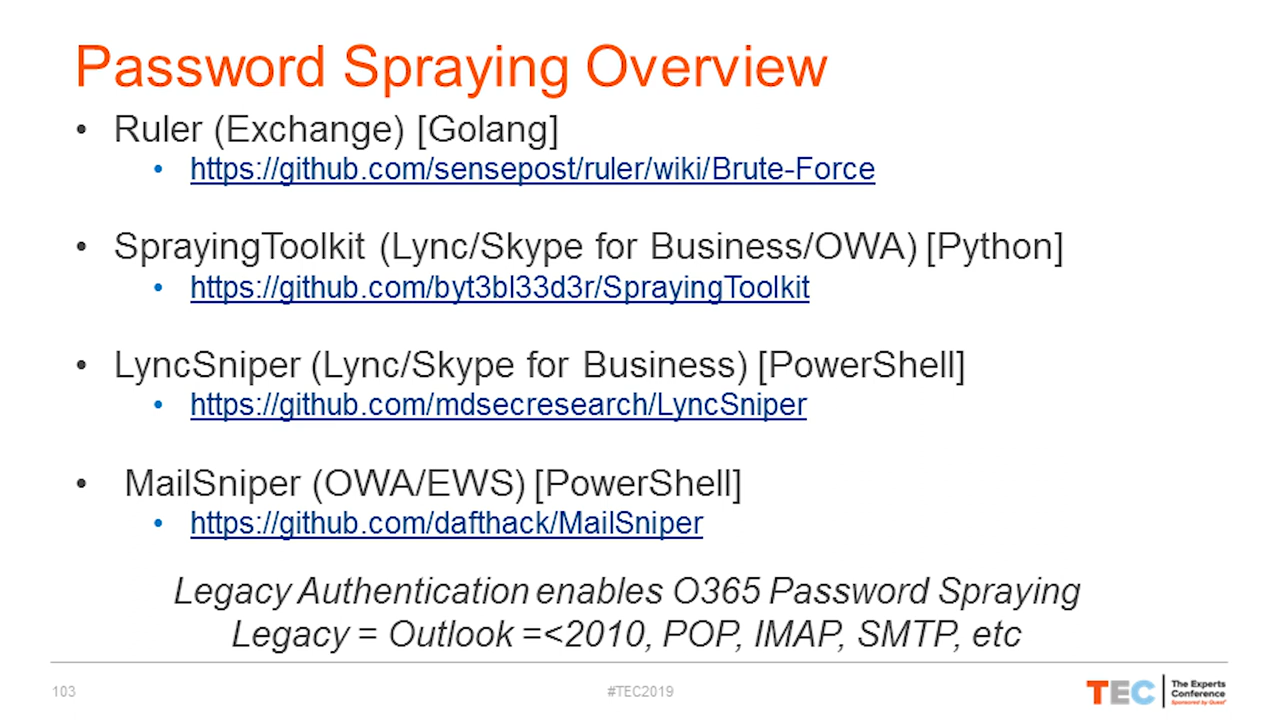 Password Spraying Overview
• Ruler (Exchange) [Golang]
• https://github.com/sensepost/ruler/wiki/Brute-Force
• SprayingToolkit (Lync/Skype for Business/OWA) [Python]
• https://github.com/byt3bl33d3r/SprayingToolkit
• LyncSniper (Lync/Skype for Business) [PowerShell]
• https://github.com/mdsecresearch/LyncSniper
• MailSniper (OWA/EWS) [PowerShell]
• https://github.com/dafthack/MailSniper
Legacy Authentication enables O365 Password Spraying
Legacy = Outlook =<2010, POP, IMAP, SMTP, etc
103
#TEC2019
TEC
The Experts
Conference
Sponsored by Quest